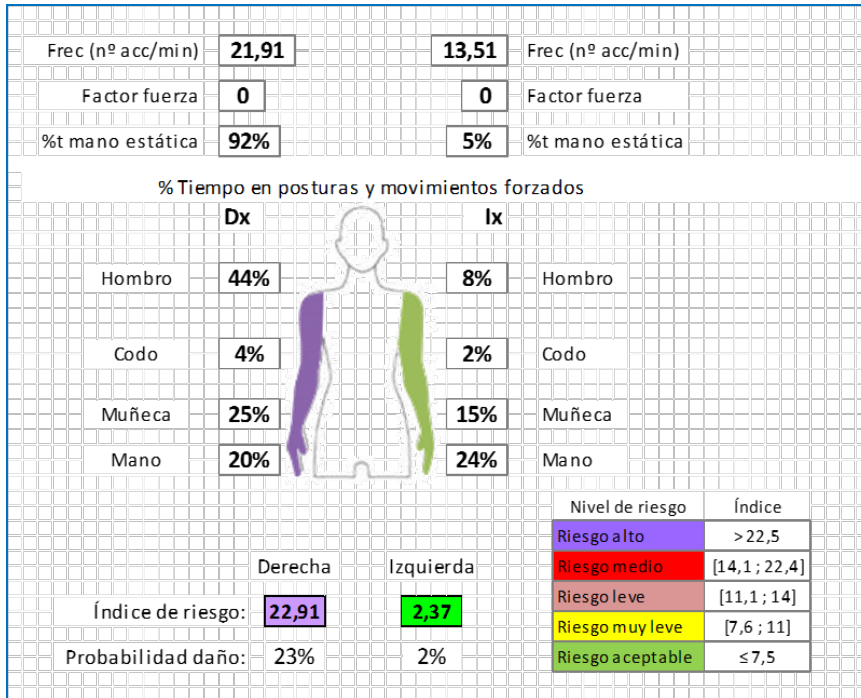 Frec (nº acc/min) 21,91 13,51 Frec (nº acc/min)
Factor fuerza 0 0 Factor fuerza
%t mano estática 92% 5% %t mano estática
% Tiempo en posturas y movimientos forzados
Dx Ix
Hombro 44% 8% Hombro
Codo 4% 2% Codo
Muñeca 25% 15% Muñeca
Mano 20% 24% Mano
Nivel de riesgo Índice
Riesgo alto > 22,5
Riesgo medio [14,1 ; 22,4]
Riesgo leve [11,1 ; 14]
Riesgo muy leve [7,6 ; 11]
Riesgo aceptable ≤ 7,5
Derecha Izquierda
Índice de riesgo: 22,91 2,37
Probabilidad daño: 23% 2%